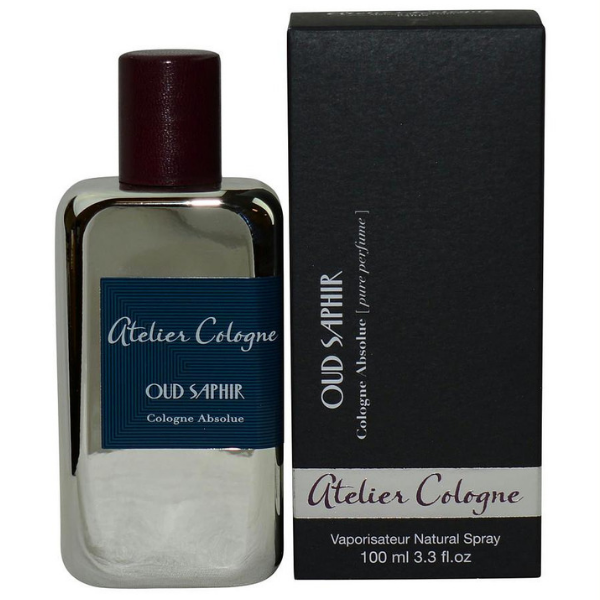 Atelier Cologne
OUD SAPHIR
Cologne Absolue
OUD SAPHIR
Cologne Absolue [pure perfume]
Atelier Cologne
Vaporisateur Natural Spray
100 ml 3.3 fl.oz